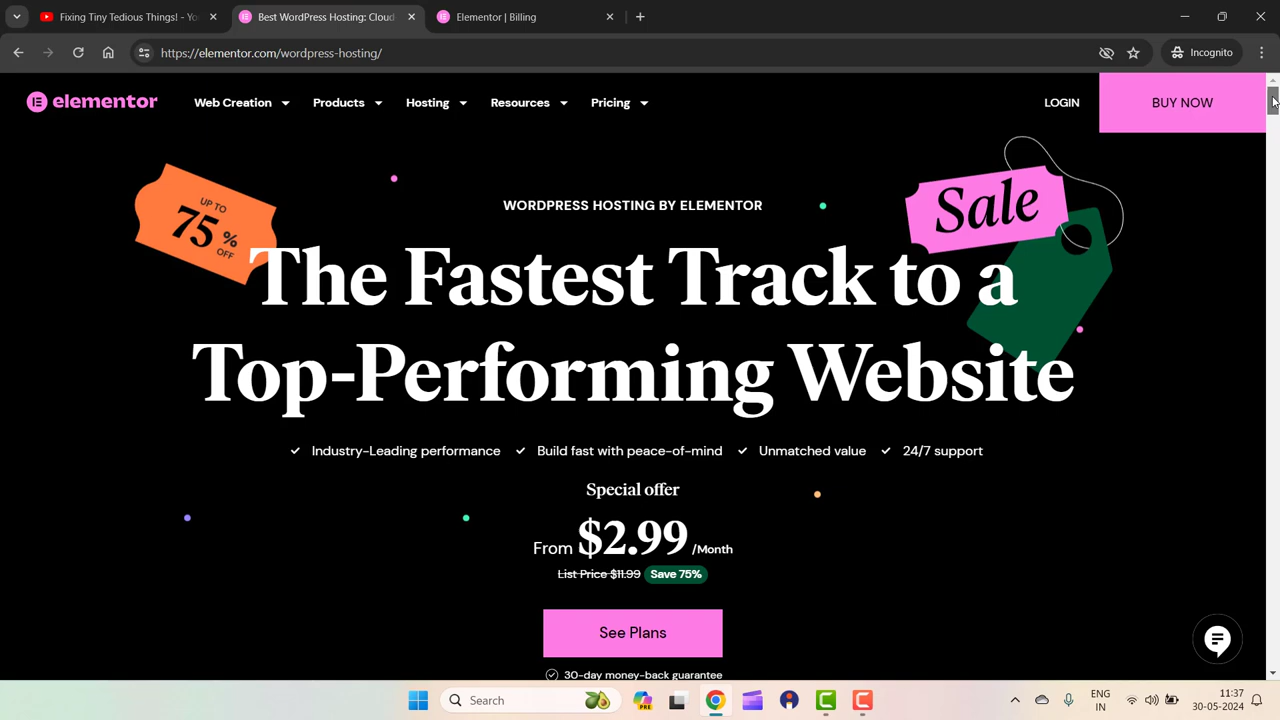 Fixing Tiny Tedious Things! - Yo
Best WordPress Hosting: Cloud
Elementor | Billing
https://elementor.com/wordpress-hosting/
Incognito
elementor
Web Creation
Products
Hosting
Resources
Pricing
LOGIN
BUY NOW
UP TO
75 %
OFF
Sale
WORDPRESS HOSTING BY ELEMENTOR
The Fastest Track to a
Top-Performing Website
Industry-Leading performance
Build fast with peace-of-mind
Unmatched value
24/7 support
Special offer
From $2.99 /Month
List Price $11.99 Save 75%
See Plans
30-day money-back guarantee
Search
PRE
ENG
IN
11:37
30-05-2024